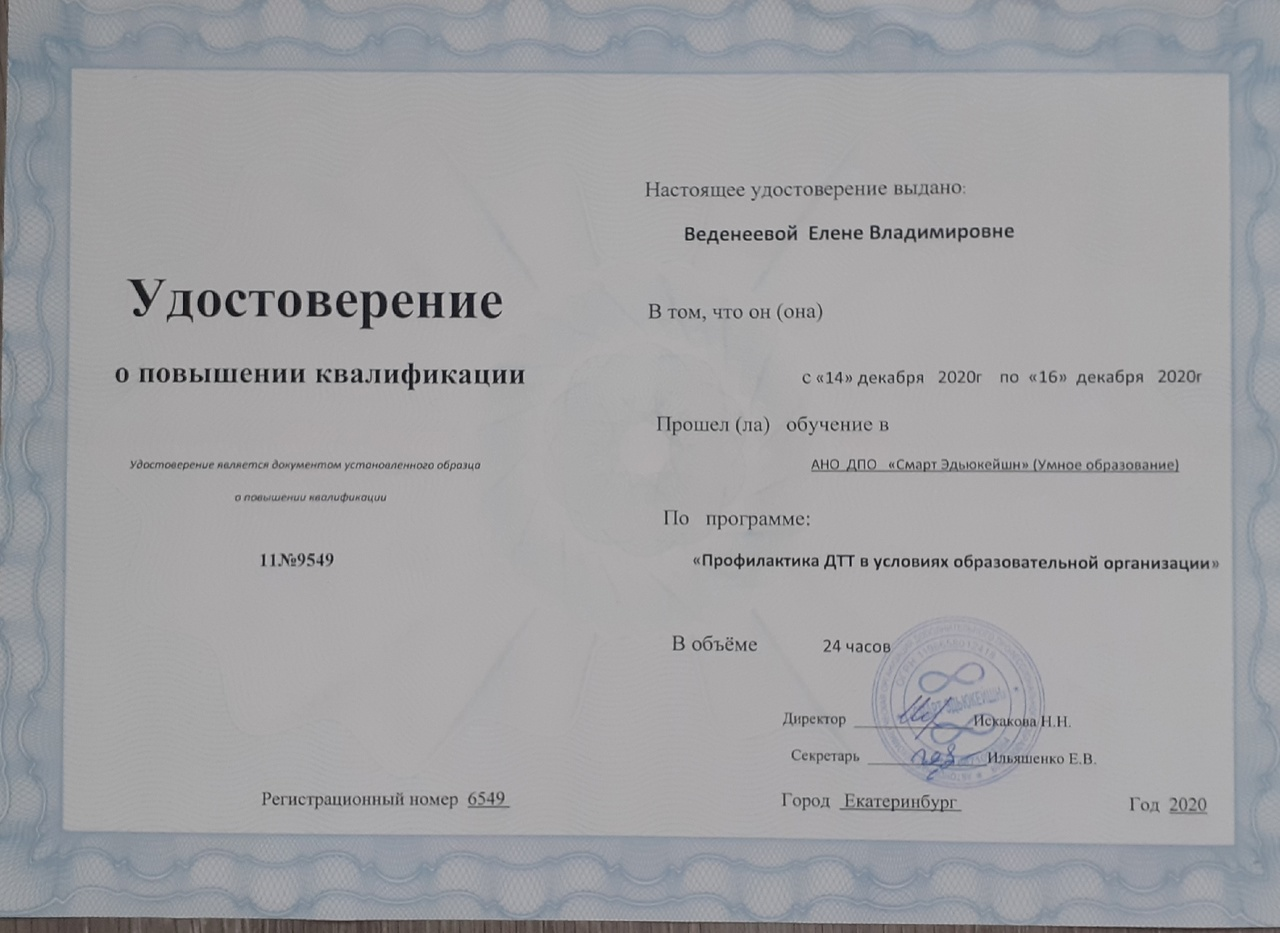 Удостоверение
о повышении квалификации
Удостоверение является документом установленного образца
о повышении квалификации
11.№9549
Регистрационный номер 6549
Настоящее удостоверение выдано:
Веденеевой Елене Владимировне
В том, что он (она)
с «14» декабря 2020г по «16» декабря 2020г
Прошел (ла) обучение в
АНО ДПО «Смарт Эдьюкейшн» (Умное образование)
По программе:
«Профилактика ДТТ в условиях образовательной организации»
В объёме 24 часов
Директор Искакова Н.Н.
Секретарь Ильяшенко Е.В.
Город Екатеринбург Год 2020